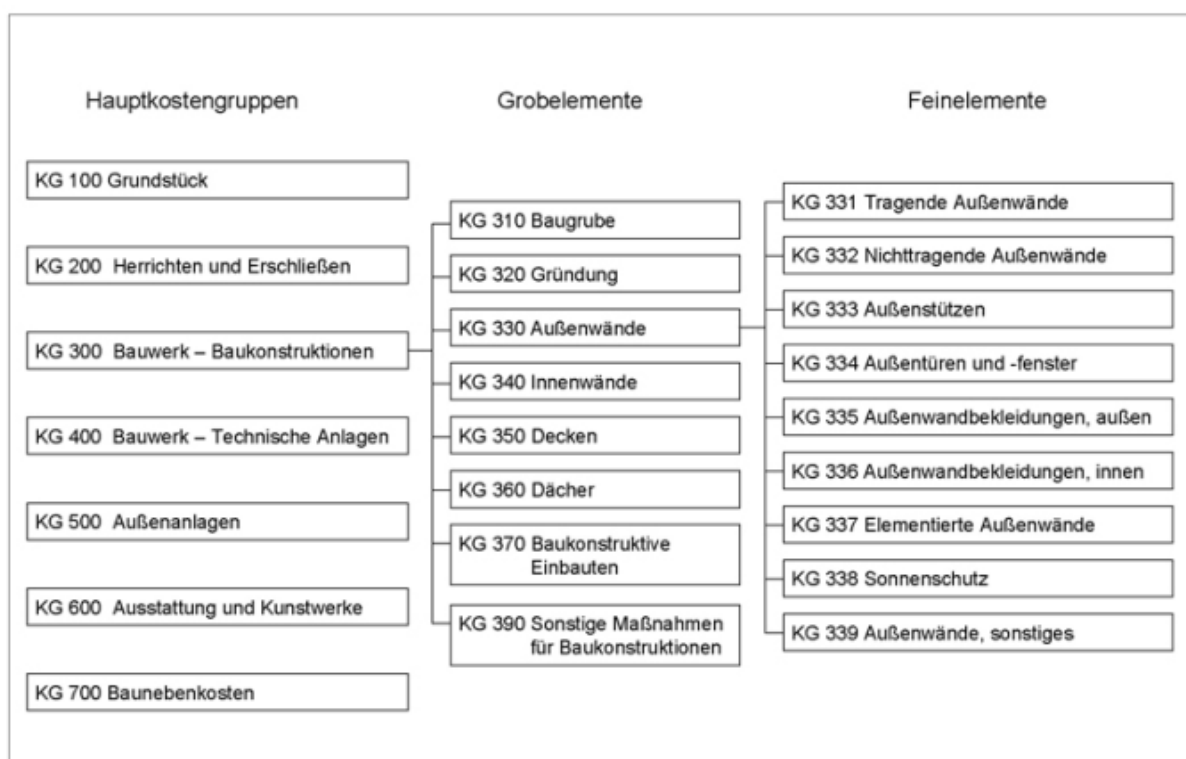 Hauptkostengruppen
Grobelemente
Feinelemente
KG 100 Grundstück
KG 200 Herrichten und Erschließen
KG 300 Bauwerk – Baukonstruktionen
KG 400 Bauwerk – Technische Anlagen
KG 500 Außenanlagen
KG 600 Ausstattung und Kunstwerke
KG 700 Baunebenkosten
KG 310 Baugrube
KG 320 Gründung
KG 330 Außenwände
KG 340 Innenwände
KG 350 Decken
KG 360 Dächer
KG 370 Baukonstruktive
Einbauten
KG 390 Sonstige Maßnahmen
für Baukonstruktionen
KG 331 Tragende Außenwände
KG 332 Nichttragende Außenwände
KG 333 Außenstützen
KG 334 Außentüren und -fenster
KG 335 Außenwandbekleidungen, außen
KG 336 Außenwandbekleidungen, innen
KG 337 Elementierte Außenwände
KG 338 Sonnenschutz
KG 339 Außenwände, sonstiges